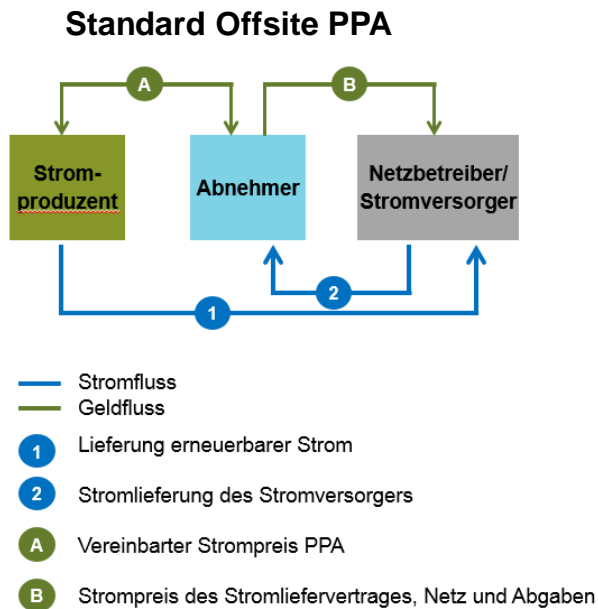 Standard Offsite PPA
A
B
Strom-
produzent
Abnehmer
Netzbetreiber/
Stromversorger
2
1
Stromfluss
Geldfluss
1 Lieferung erneuerbarer Strom
2 Stromlieferung des Stromversorgers
A Vereinbarter Strompreis PPA
B Strompreis des Stromliefervertrages, Netz und Abgaben